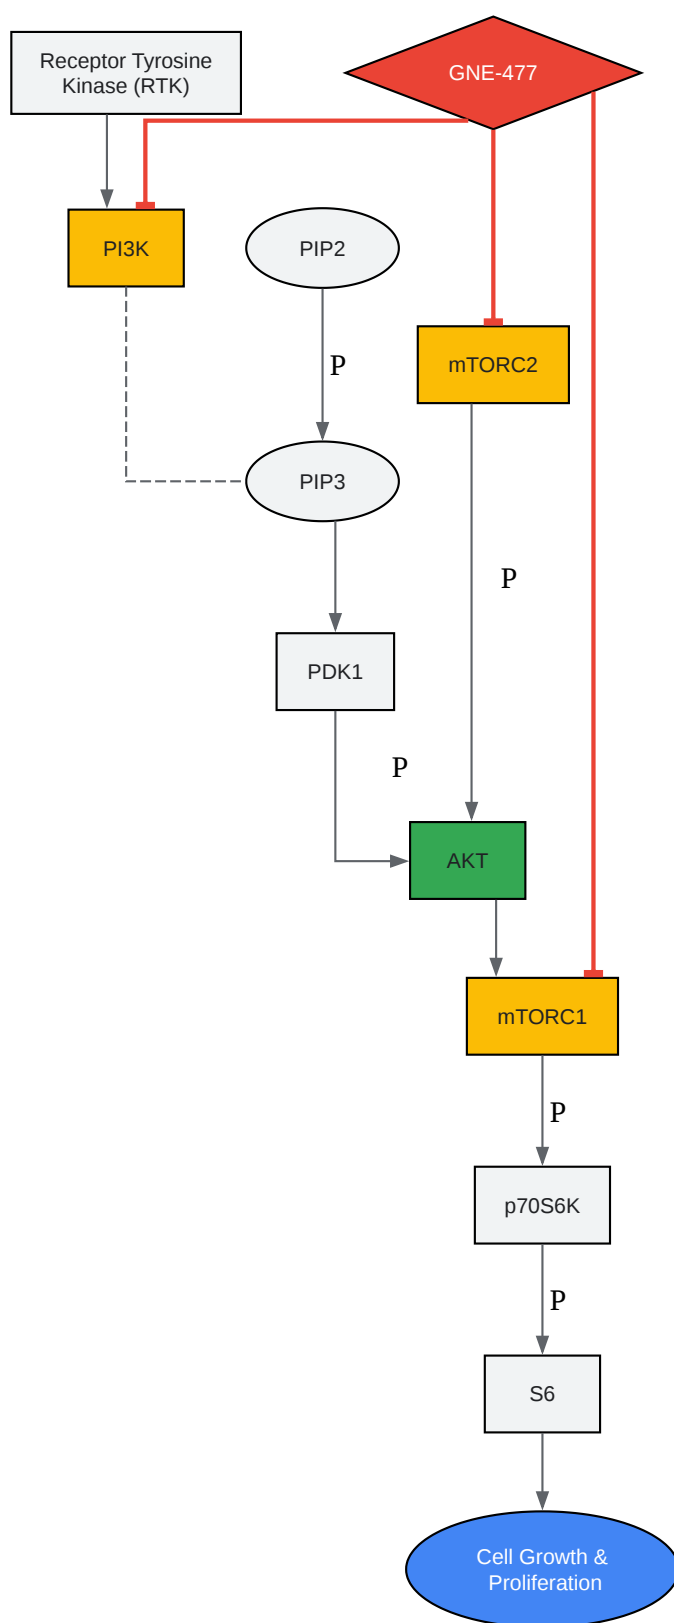 Receptor Tyrosine
Kinase (RTK)
GNE-477
PI3K
PIP2
P
mTORC2
PIP3
P
PDK1
P
AKT
mTORC1
P
p70S6K
P
S6
Cell Growth &
Proliferation